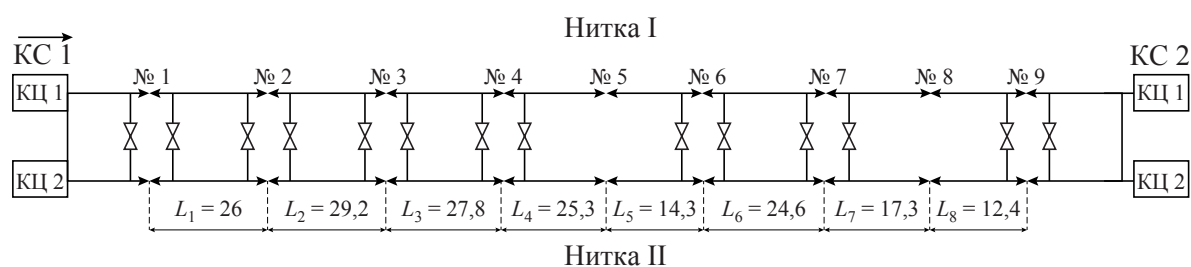 Нитка I
КС 1
КС 2
№ 1 № 2 № 3 № 4 № 5 № 6 № 7 № 8 № 9
КЦ 1 КЦ 1
КЦ 2 КЦ 2
L₁ = 26 L₂ = 29,2 L₃ = 27,8 L₄ = 25,3 L₅ = 14,3 L₆ = 24,6 L₇ = 17,3 L₈ = 12,4
Нитка II